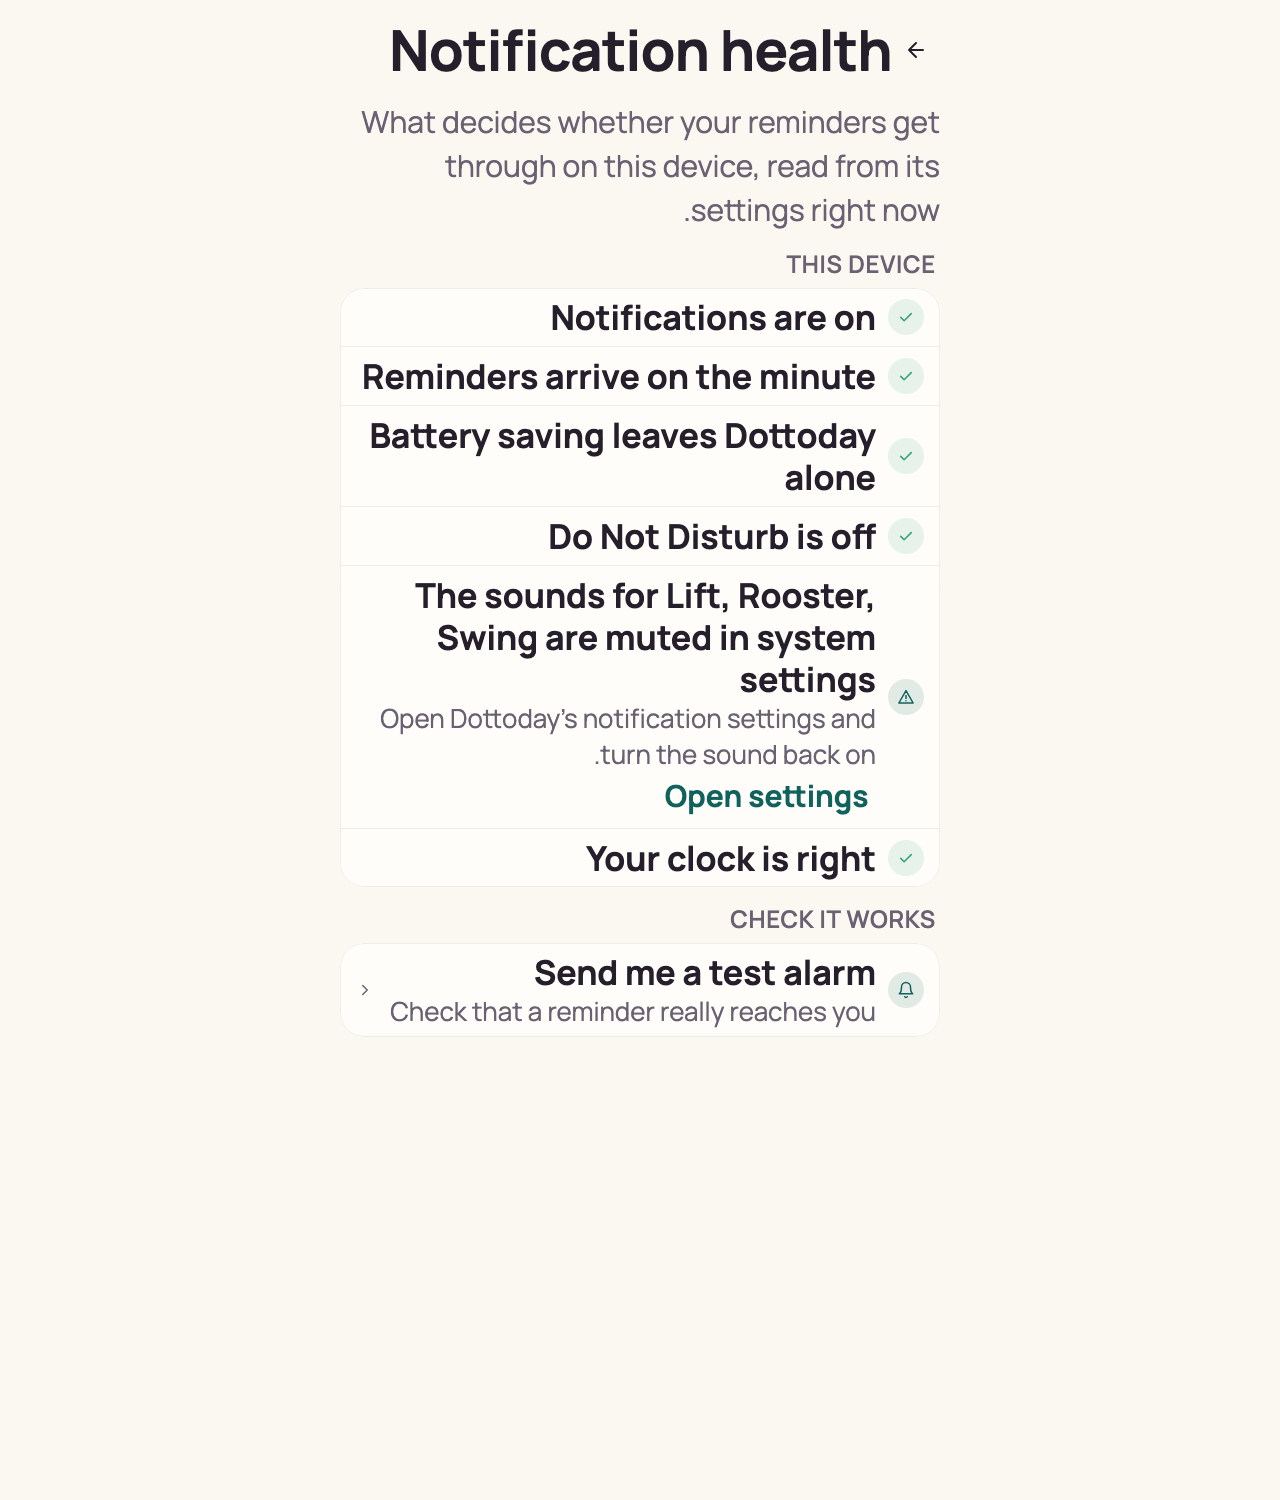 Notification health
What decides whether your reminders get
through on this device, read from its
settings right now.
THIS DEVICE
Notifications are on
Reminders arrive on the minute
Battery saving leaves Dottoday
alone
Do Not Disturb is off
The sounds for Lift, Rooster,
Swing are muted in system
settings
Open Dottoday's notification settings and
turn the sound back on.
Open settings
Your clock is right
CHECK IT WORKS
Send me a test alarm
Check that a reminder really reaches you